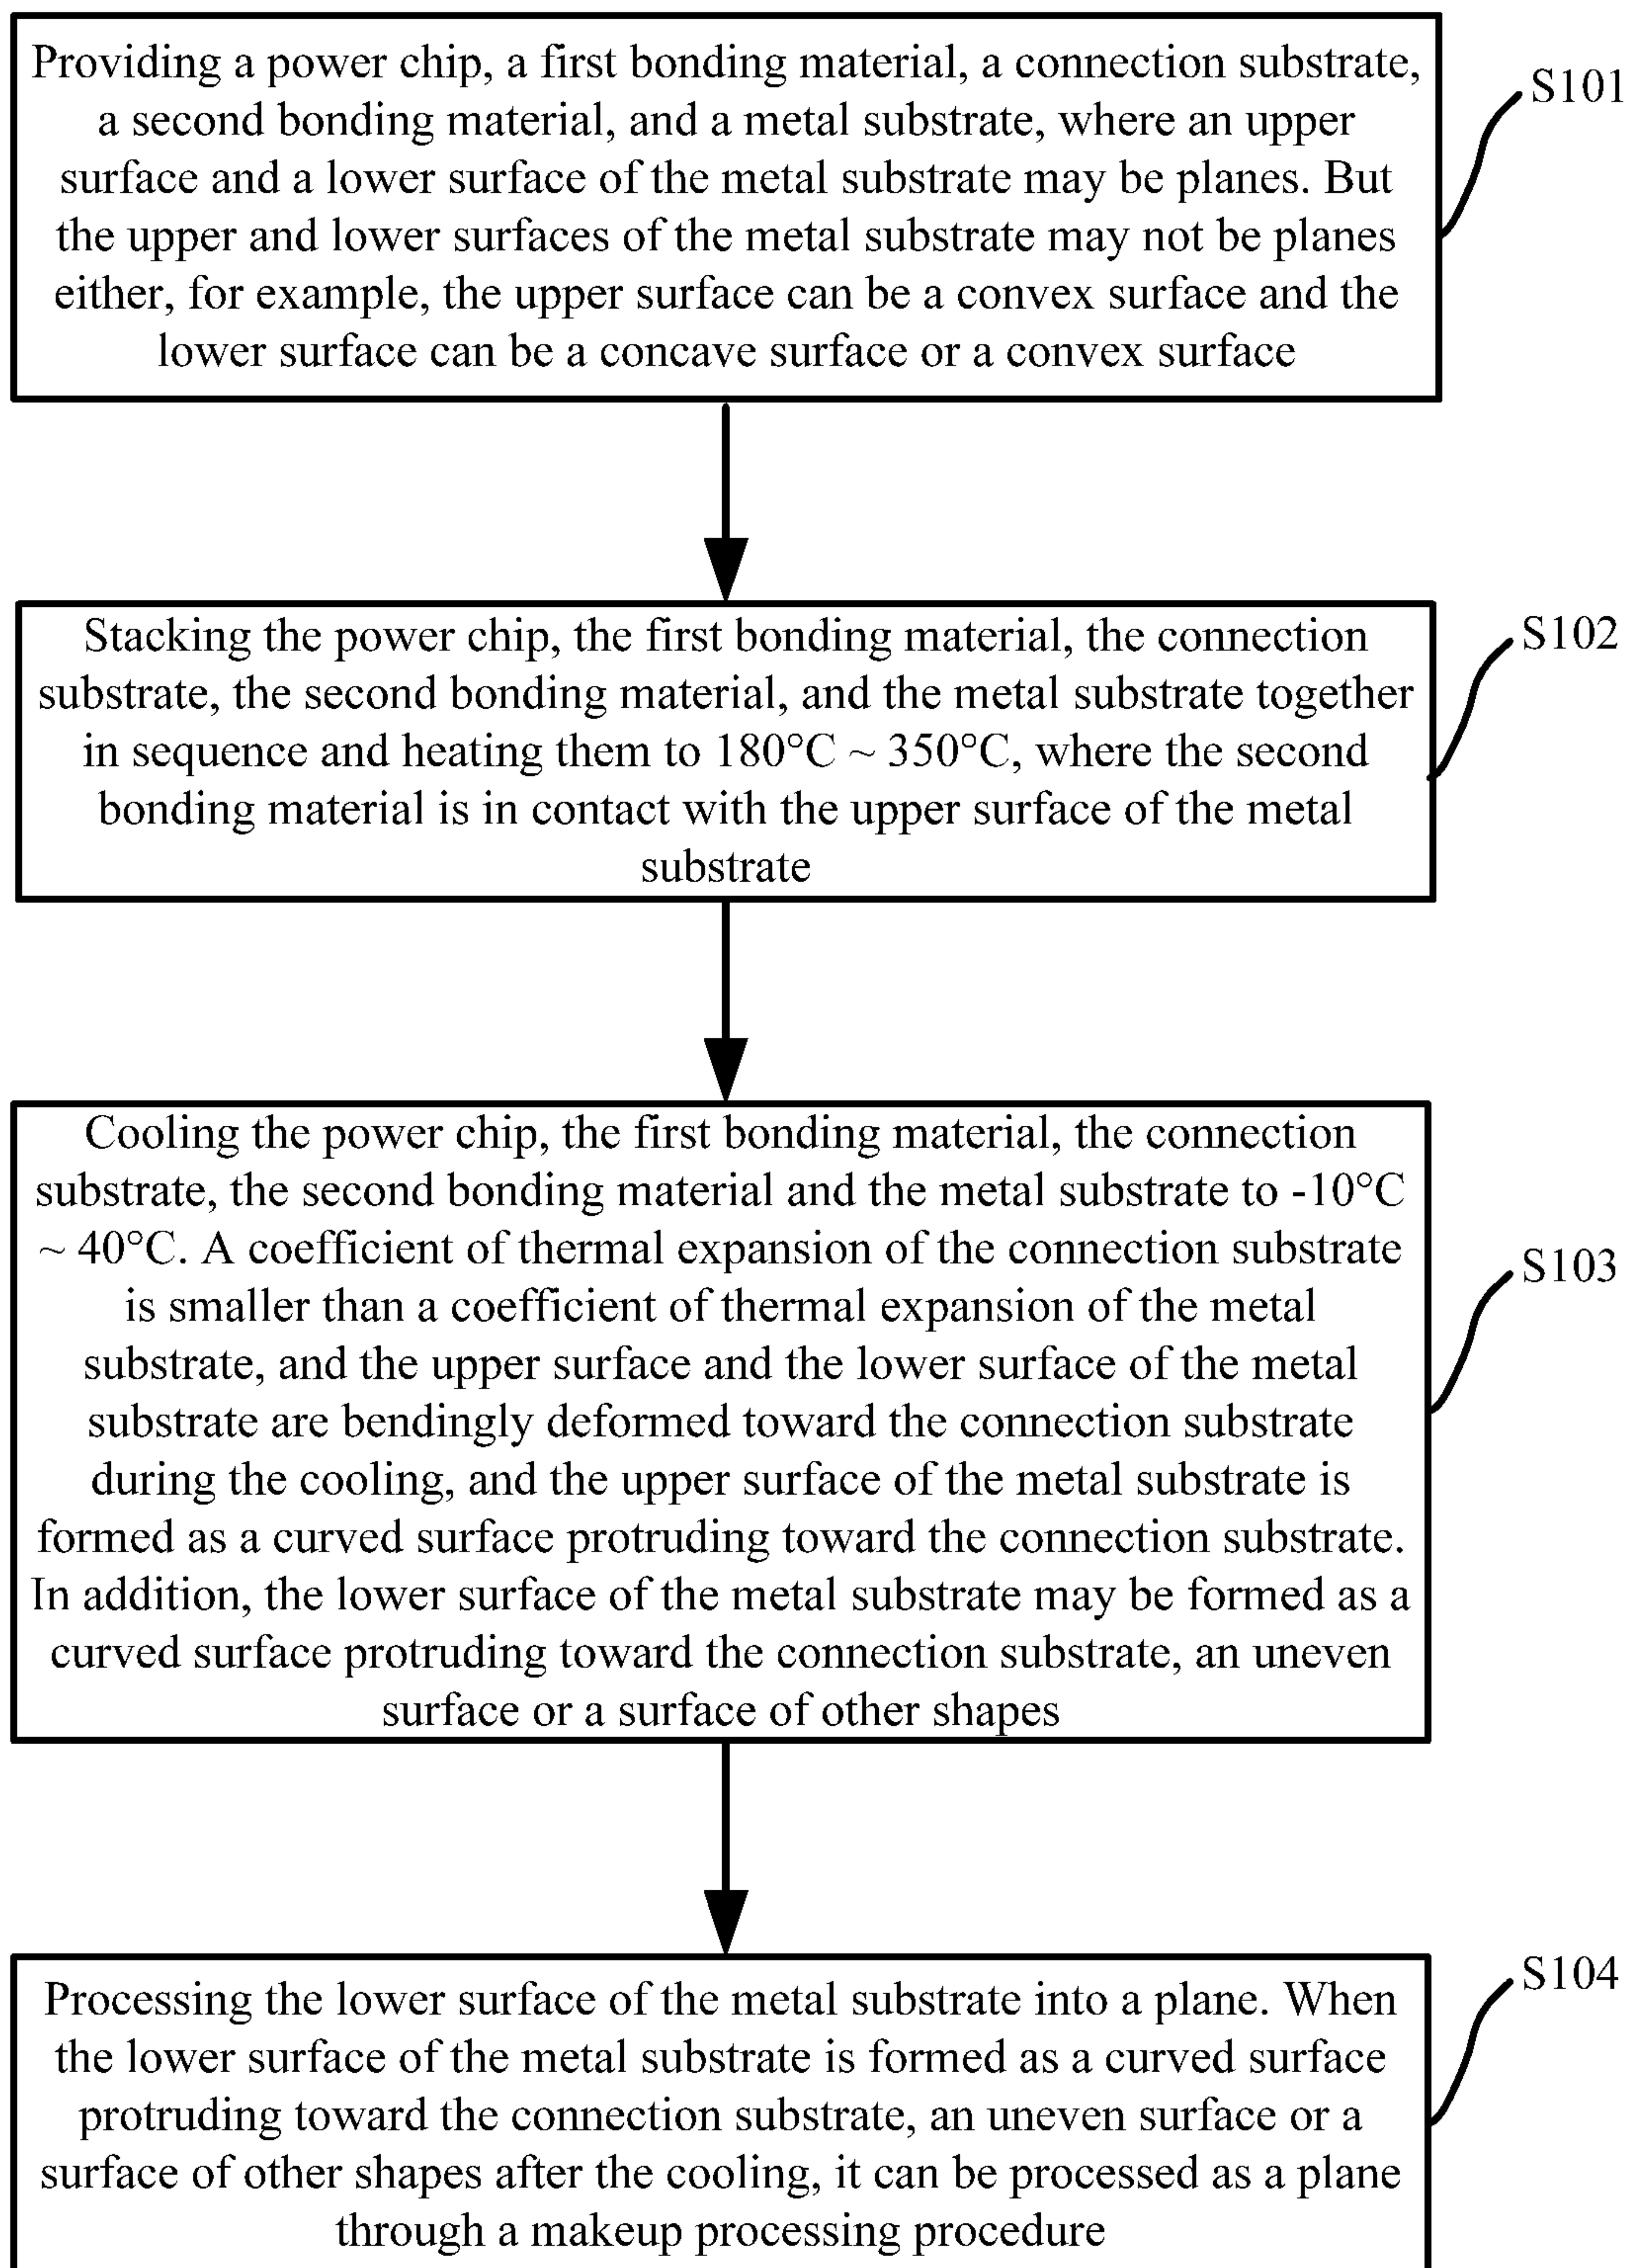 Providing a power chip, a first bonding material, a connection substrate,
a second bonding material, and a metal substrate, where an upper
surface and a lower surface of the metal substrate may be planes. But
the upper and lower surfaces of the metal substrate may not be planes
either, for example, the upper surface can be a convex surface and the
lower surface can be a concave surface or a convex surface
S101
Stacking the power chip, the first bonding material, the connection
substrate, the second bonding material, and the metal substrate together
in sequence and heating them to 180°C ~ 350°C, where the second
bonding material is in contact with the upper surface of the metal
substrate
S102
Cooling the power chip, the first bonding material, the connection
substrate, the second bonding material and the metal substrate to -10°C
~ 40°C. A coefficient of thermal expansion of the connection substrate
is smaller than a coefficient of thermal expansion of the metal
substrate, and the upper surface and the lower surface of the metal
substrate are bendingly deformed toward the connection substrate
during the cooling, and the upper surface of the metal substrate is
formed as a curved surface protruding toward the connection substrate.
In addition, the lower surface of the metal substrate may be formed as a
curved surface protruding toward the connection substrate, an uneven
surface or a surface of other shapes
S103
Processing the lower surface of the metal substrate into a plane. When
the lower surface of the metal substrate is formed as a curved surface
protruding toward the connection substrate, an uneven surface or a
surface of other shapes after the cooling, it can be processed as a plane
through a makeup processing procedure
S104